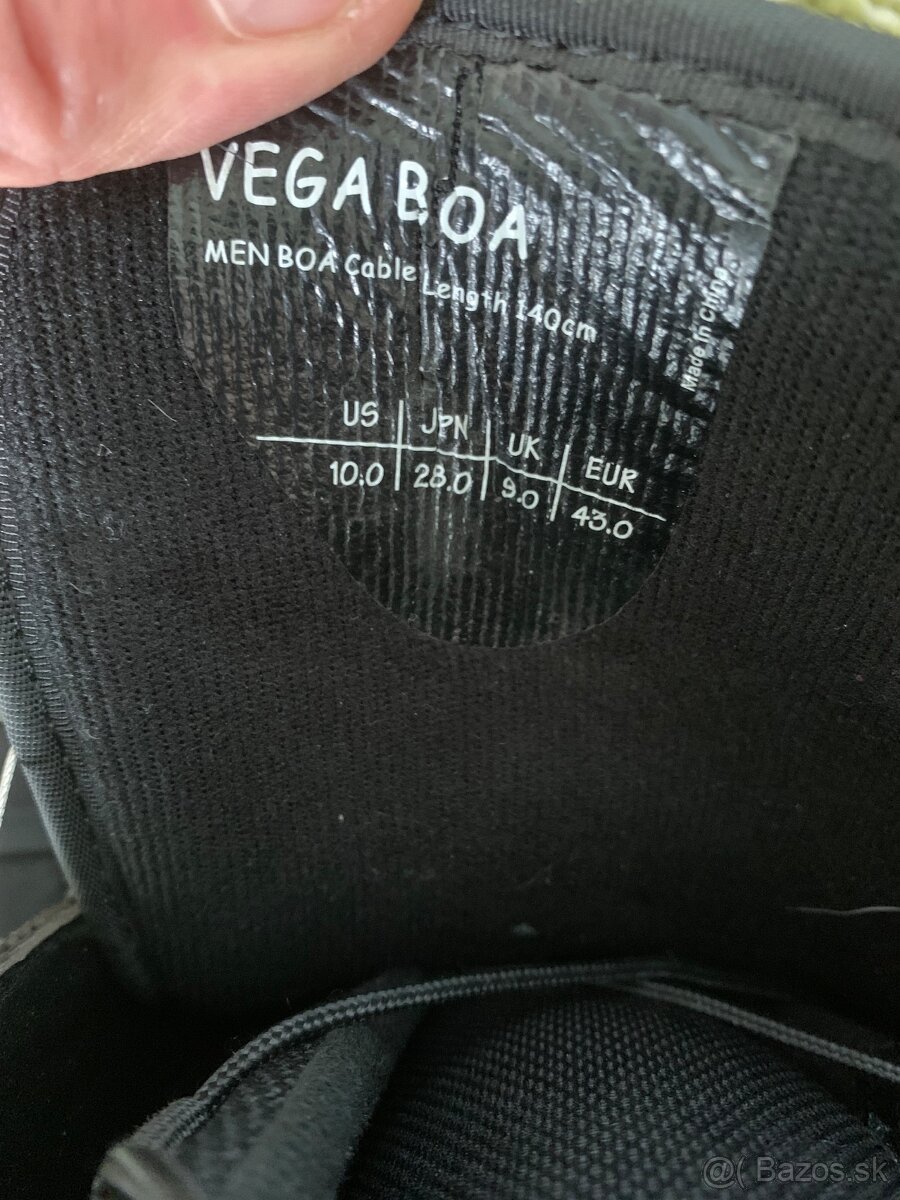 VEGA BOA
MEN BOA Cable Length 140cm
Made in China
US JPN UK EUR
10.0 28.0 9.0 43.0
@( Bazos.sk